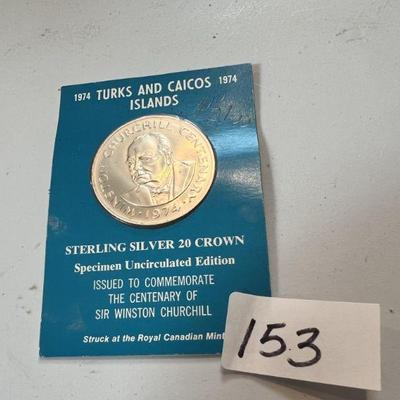 1974 TURKS AND CAICOS 1974
ISLANDS
WINSTON CHURCHILL CENTENARY
· 1974 ·
STERLING SILVER 20 CROWN
Specimen Uncirculated Edition
ISSUED TO COMMEMORATE
THE CENTENARY OF
SIR WINSTON CHURCHILL
Struck at the Royal Canadian Mint
153